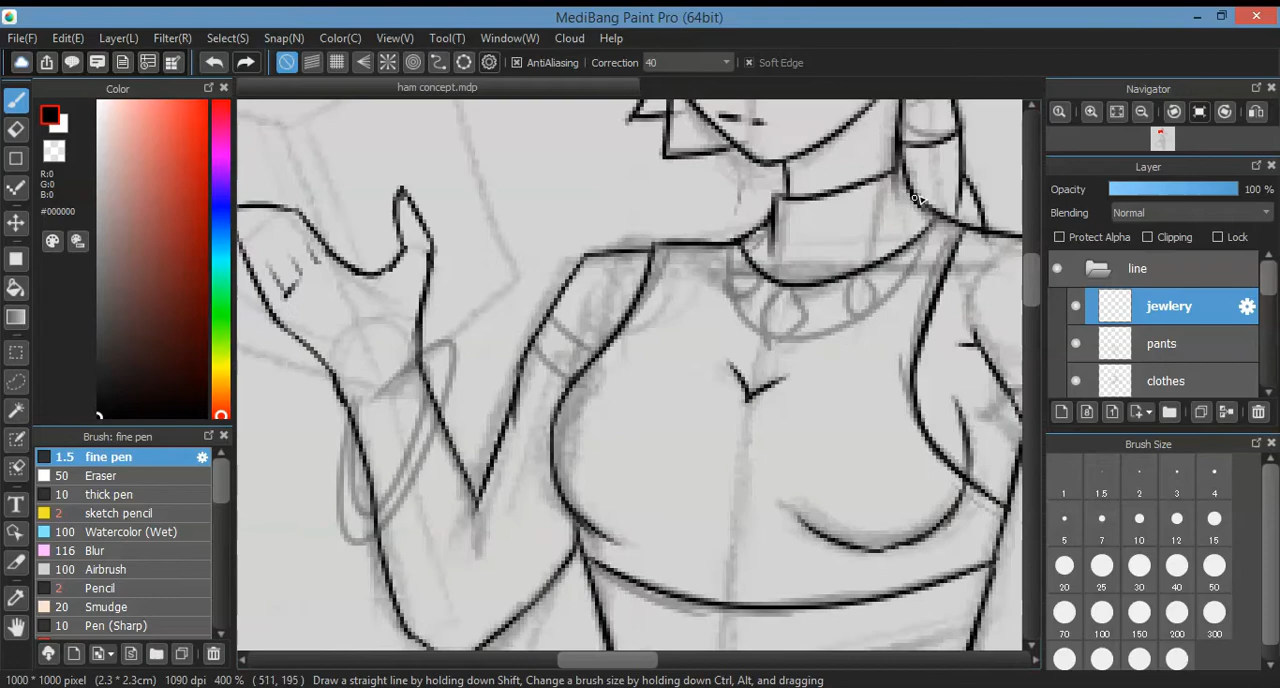 MediBang Paint Pro (64bit)
File(F) Edit(E) Layer(L) Filter(R) Select(S) Snap(N) Color(C) View(V) Tool(T) Window(W) Cloud Help
AntiAliasing Correction 40 Soft Edge
Color
ham concept.mdp
Navigator
R:0
G:0
B:0
#000000
Layer
Opacity 100 %
Blending Normal
Protect Alpha Clipping Lock
line
jewlery
pants
clothes
Brush: fine pen
1.5 fine pen
50 Eraser
10 thick pen
2 sketch pencil
100 Watercolor (Wet)
116 Blur
100 Airbrush
2 Pencil
20 Smudge
10 Pen (Sharp)
Brush Size
1 1.5 2 3 4
5 7 10 12 15
20 25 30 40 50
70 100 150 200 300
1000 * 1000 pixel (2.3 * 2.3cm) 1090 dpi 400 % ( 511, 195 ) Draw a straight line by holding down Shift, Change a brush size by holding down Ctrl, Alt, and dragging